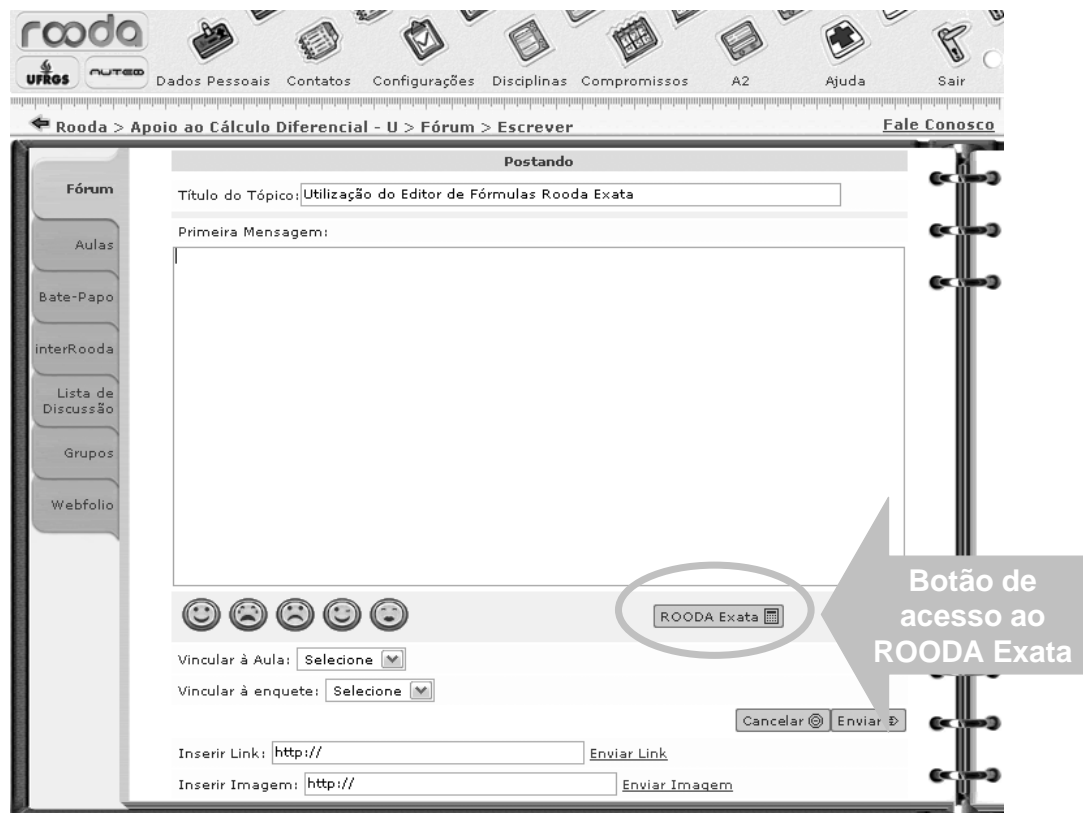 rooda
UFRGS NUTED
Dados Pessoais Contatos Configurações Disciplinas Compromissos A2 Ajuda Sair
Rooda > Apoio ao Cálculo Diferencial - U > Fórum > Escrever Fale Conosco
Postando
Fórum
Título do Tópico: Utilização do Editor de Fórmulas Rooda Exata
Primeira Mensagem:
Aulas
Bate-Papo
interRooda
Lista de
Discussão
Grupos
Webfolio
Botão de
acesso ao
ROODA Exata
ROODA Exata
Vincular à Aula: Selecione
Vincular à enquete: Selecione
Cancelar Enviar
Inserir Link: http:// Enviar Link
Inserir Imagem: http:// Enviar Imagem